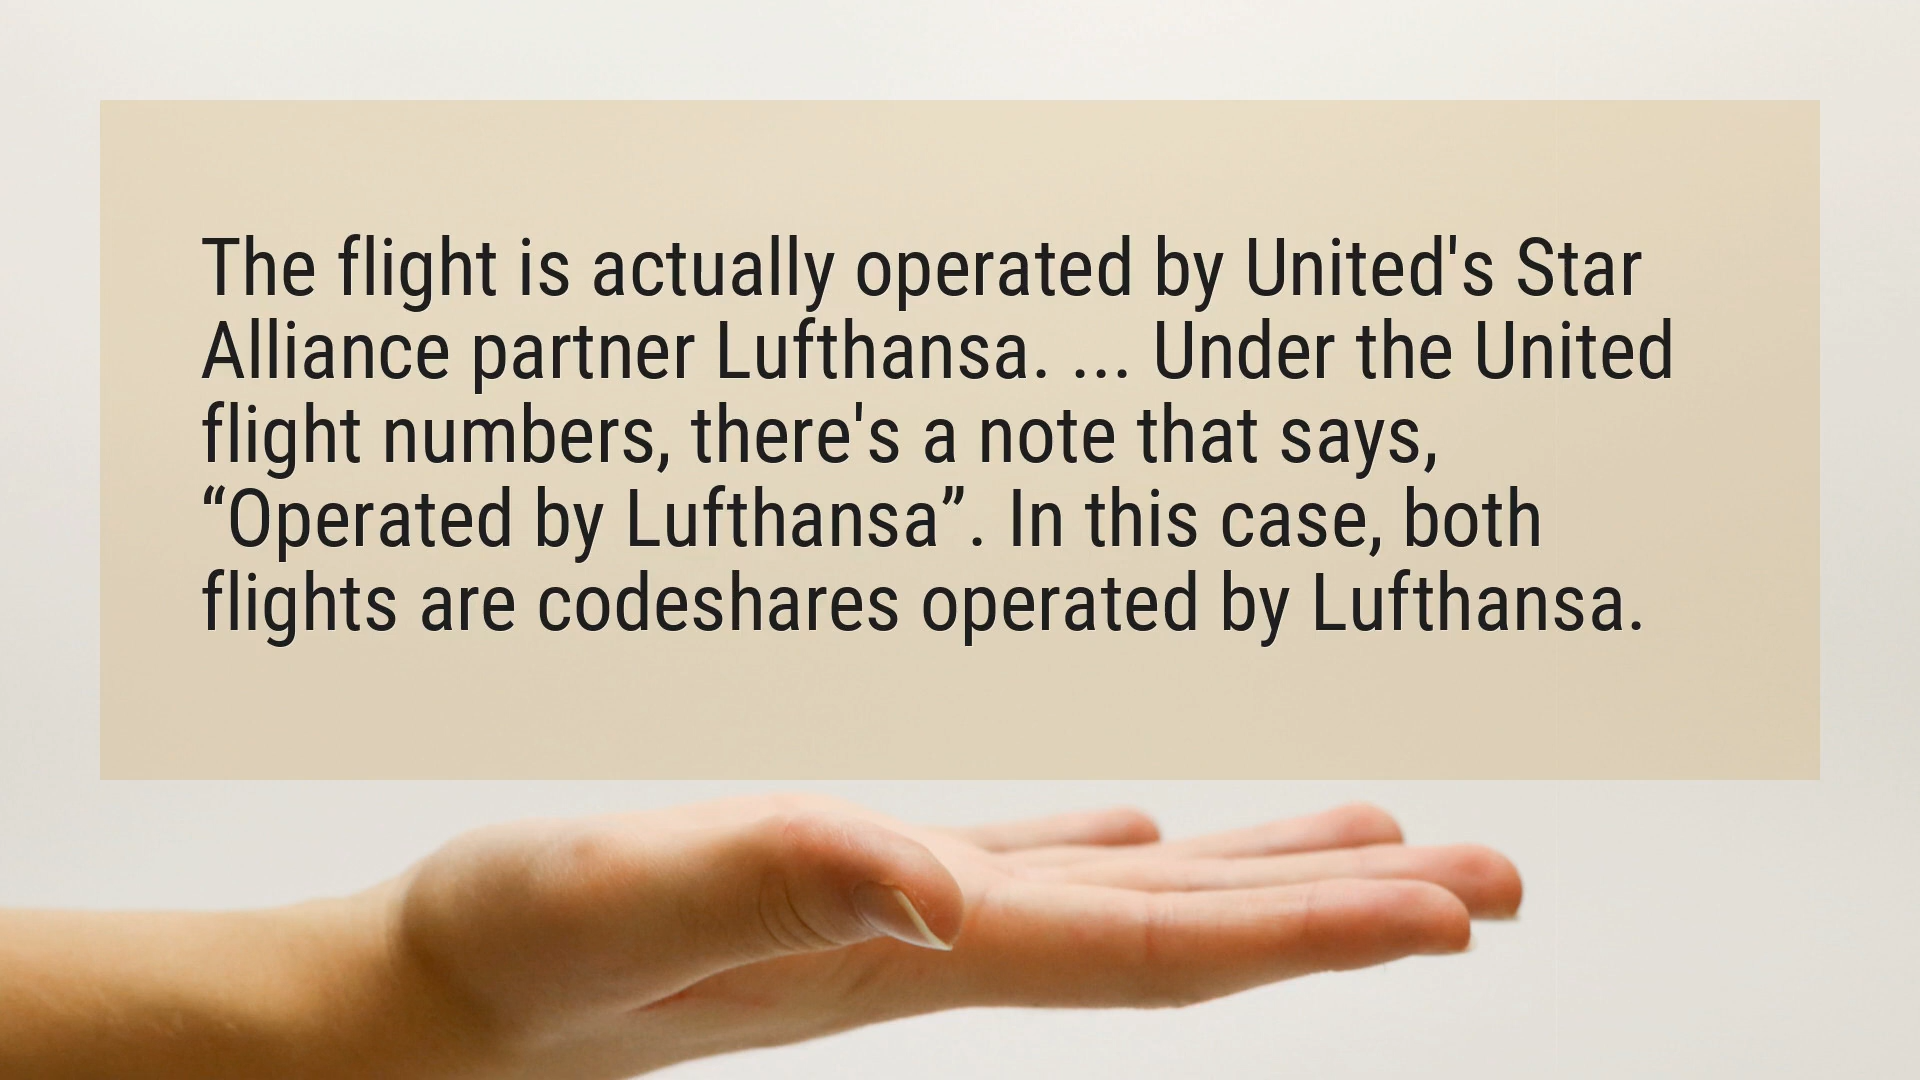 The flight is actually operated by United's Star
Alliance partner Lufthansa. ... Under the United
flight numbers, there's a note that says,
“Operated by Lufthansa”. In this case, both
flights are codeshares operated by Lufthansa.